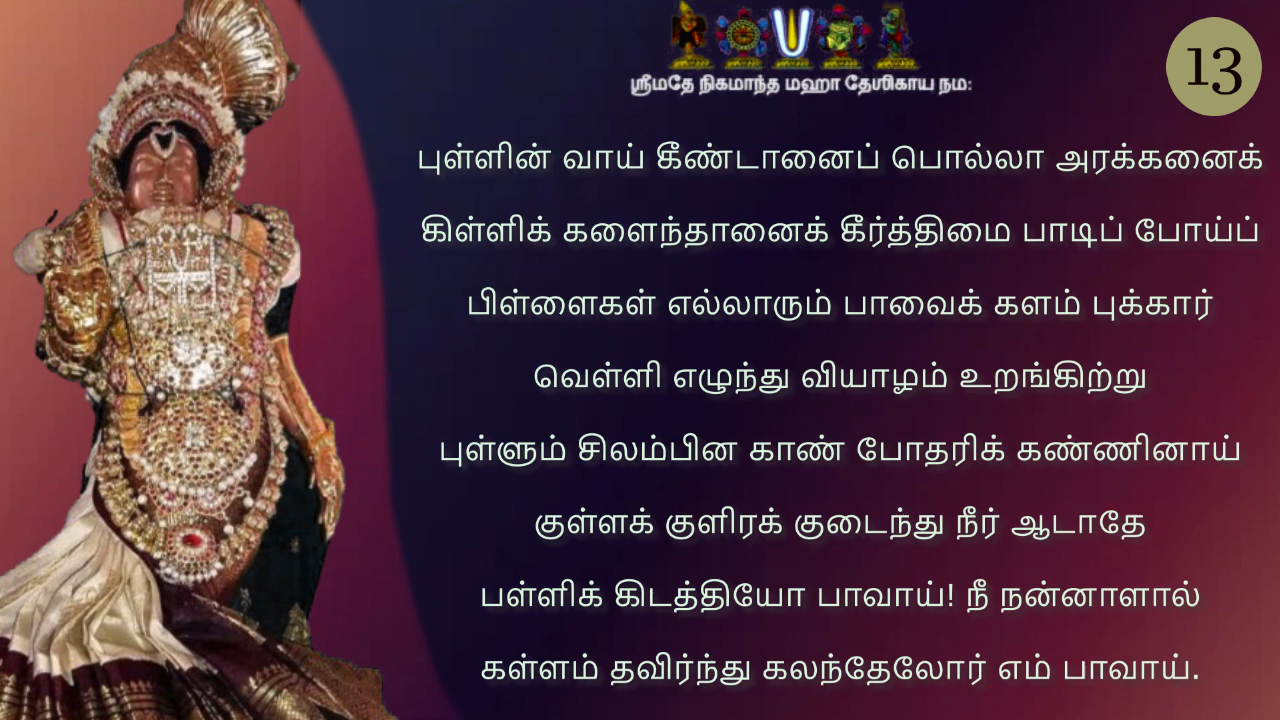 ஸ்ரீமதே நிகமாந்த மஹா தேஶிகாய நம:
13
புள்ளின் வாய் கீண்டானைப் பொல்லா அரக்கனைக்
கிள்ளிக் களைந்தானைக் கீர்த்திமை பாடிப் போய்ப்
பிள்ளைகள் எல்லாரும் பாவைக் களம் புக்கார்
வெள்ளி எழுந்து வியாழம் உறங்கிற்று
புள்ளும் சிலம்பின காண் போதரிக் கண்ணினாய்
குள்ளக் குளிரக் குடைந்து நீர் ஆடாதே
பள்ளிக் கிடத்தியோ பாவாய்! நீ நன்னாளால்
கள்ளம் தவிர்ந்து கலந்தேலோர் எம் பாவாய்.